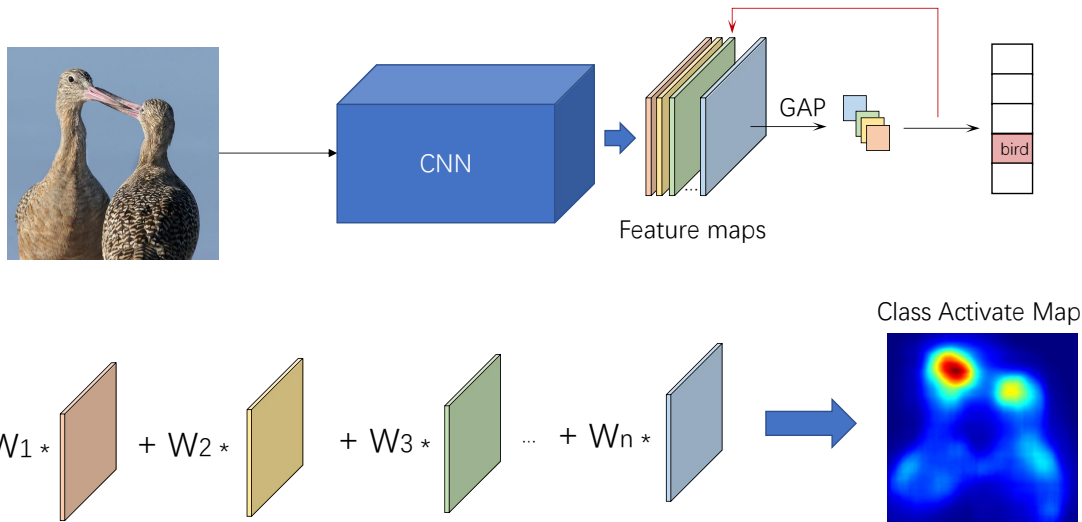 GAP
bird
CNN
...
Feature maps
Class Activate Map
W1 * + W2 * + W3 * ... + Wn *